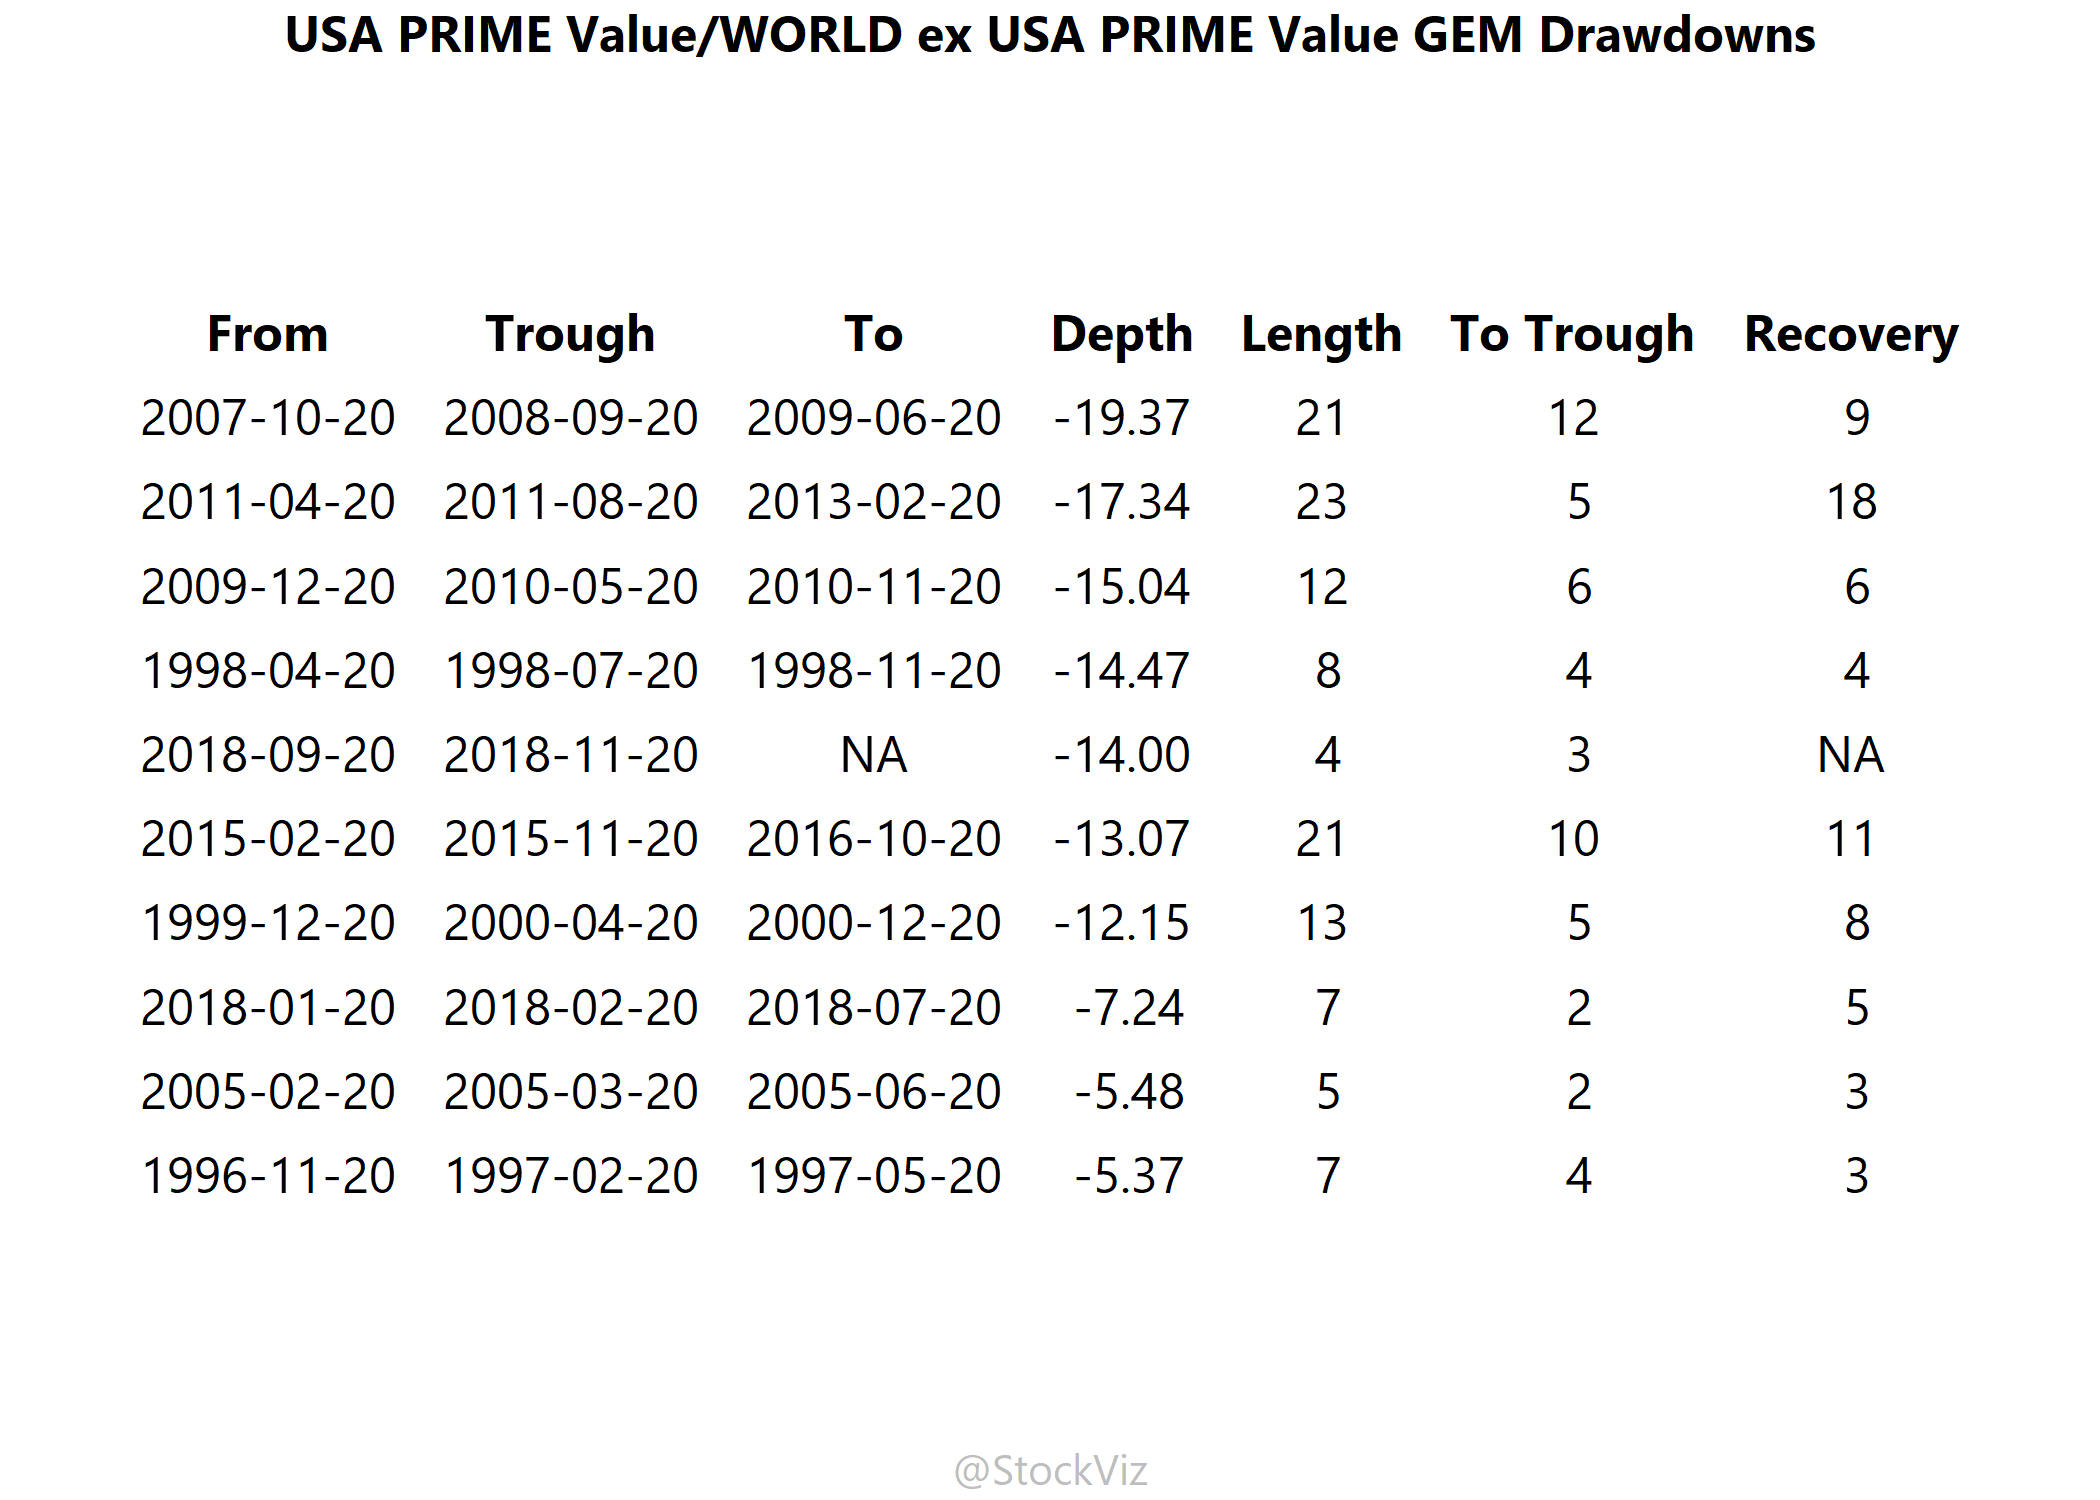 USA PRIME Value/WORLD ex USA PRIME Value GEM Drawdowns
From Trough To Depth Length To Trough Recovery
2007-10-20 2008-09-20 2009-06-20 -19.37 21 12 9
2011-04-20 2011-08-20 2013-02-20 -17.34 23 5 18
2009-12-20 2010-05-20 2010-11-20 -15.04 12 6 6
1998-04-20 1998-07-20 1998-11-20 -14.47 8 4 4
2018-09-20 2018-11-20 NA -14.00 4 3 NA
2015-02-20 2015-11-20 2016-10-20 -13.07 21 10 11
1999-12-20 2000-04-20 2000-12-20 -12.15 13 5 8
2018-01-20 2018-02-20 2018-07-20 -7.24 7 2 5
2005-02-20 2005-03-20 2005-06-20 -5.48 5 2 3
1996-11-20 1997-02-20 1997-05-20 -5.37 7 4 3
@StockViz